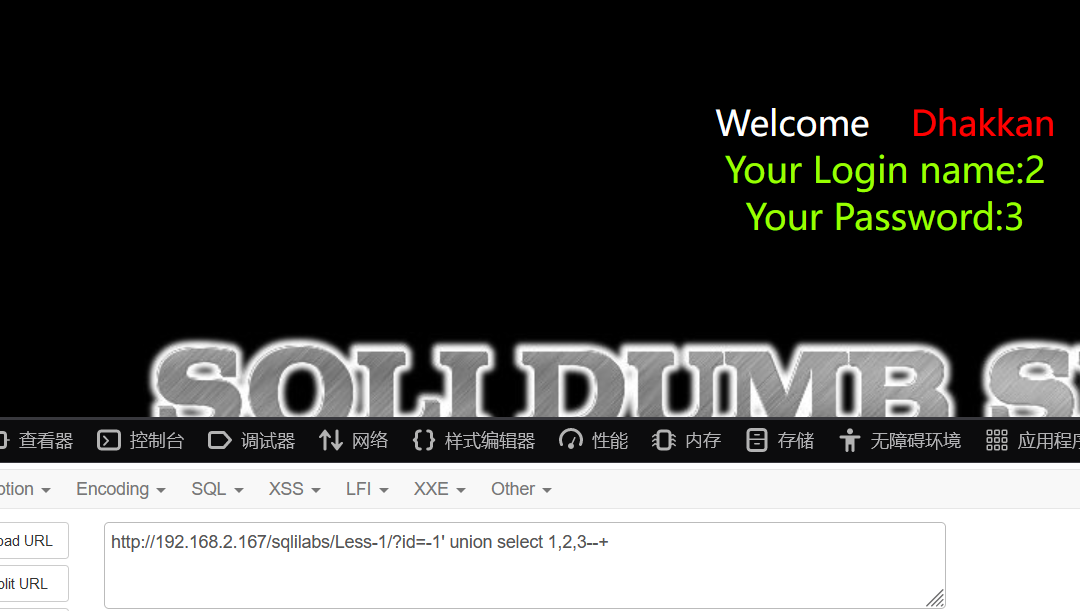 Welcome Dhakkan
Your Login name:2
Your Password:3
SQLI DUMB S
查看器 控制台 调试器 网络 样式编辑器 性能 内存 存储 无障碍环境 应用程序
ption Encoding SQL XSS LFI XXE Other
oad URL
http://192.168.2.167/sqlilabs/Less-1/?id=-1' union select 1,2,3--+
plit URL